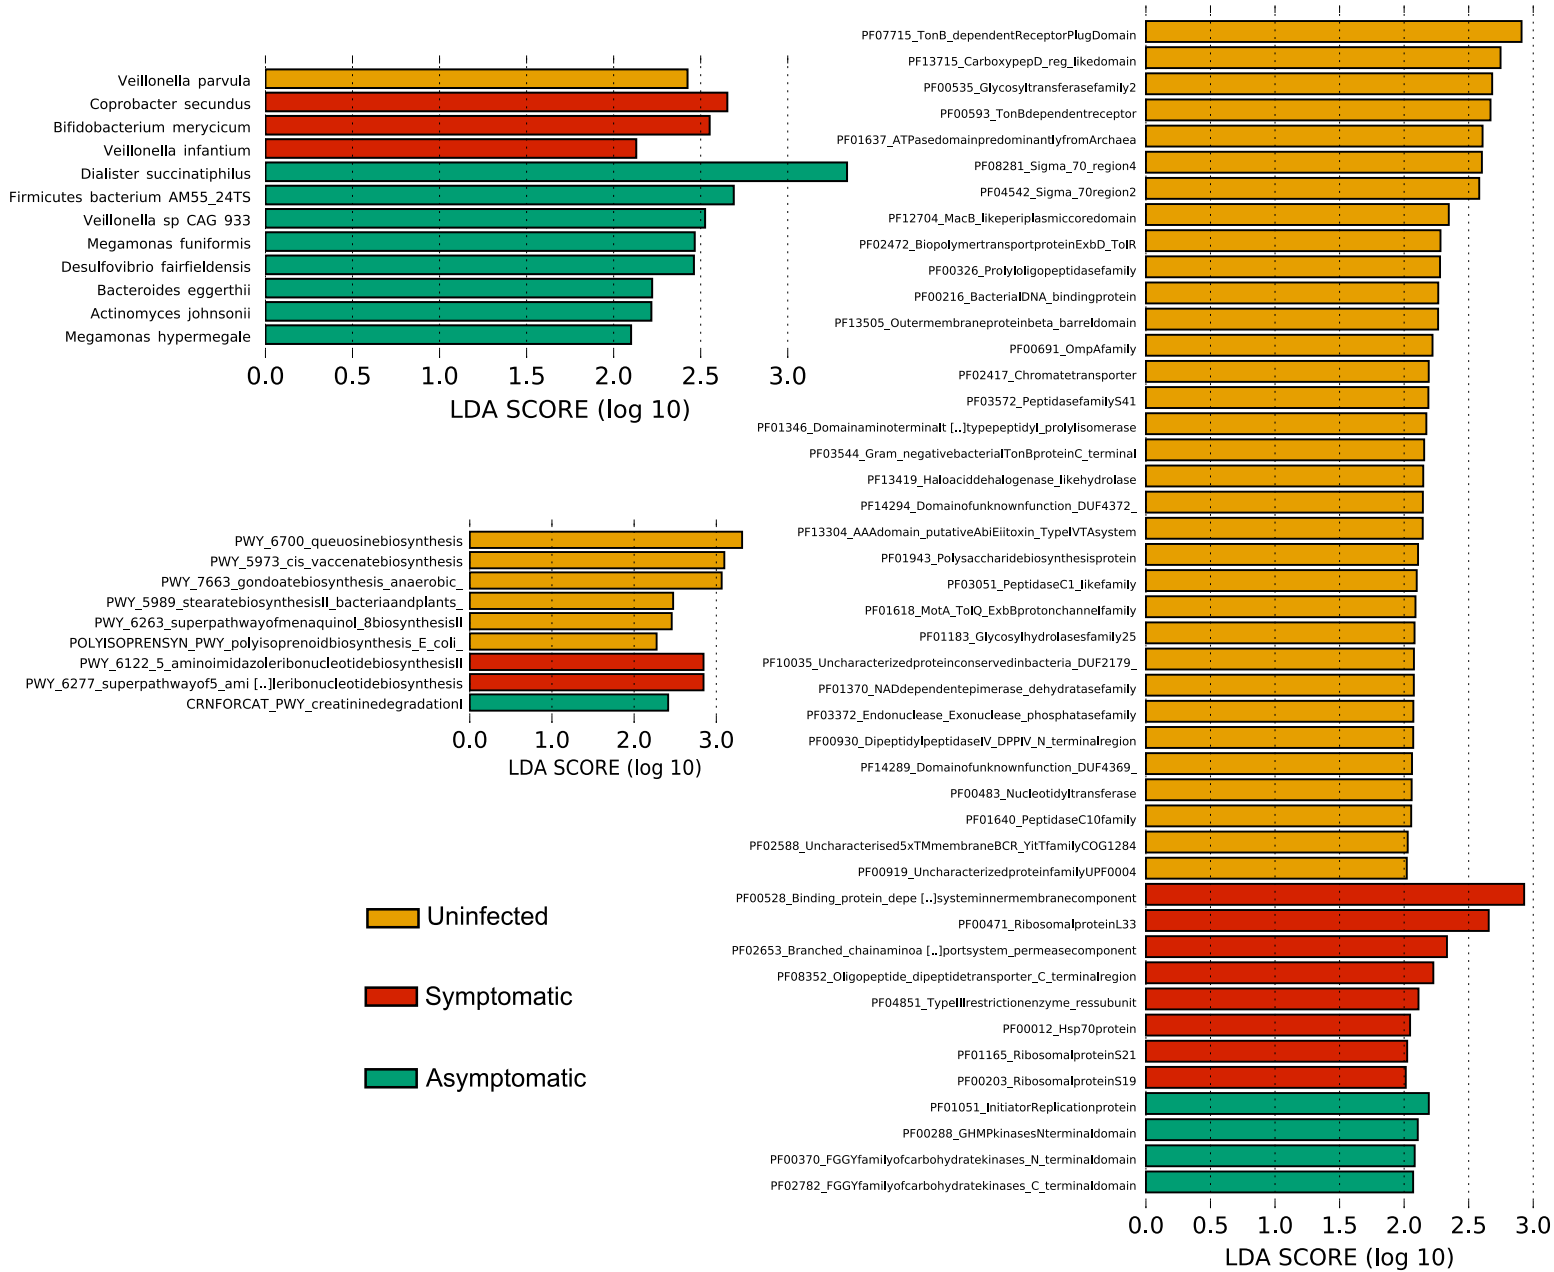 Veillonella parvula
Coprobacter secundus
Bifidobacterium merycicum
Veillonella infantium
Dialister succinatiphilus
Firmicutes bacterium AM55_24TS
Veillonella sp CAG 933
Megamonas funiformis
Desulfovibrio fairfieldensis
Bacteroides eggerthii
Actinomyces johnsonii
Megamonas hypermegale
0.0 0.5 1.0 1.5 2.0 2.5 3.0
LDA SCORE (log 10)
PWY_6700_queuosinebiosynthesis
PWY_5973_cis_vaccenatebiosynthesis
PWY_7663_gondoatebiosynthesis_anaerobic_
PWY_5989_stearatebiosynthesisII_bacteriaandplants_
PWY_6263_superpathwayofmenaquinol_8biosynthesisII
POLYISOPRENSYN_PWY_polyisoprenoidbiosynthesis_E_coli_
PWY_6122_5_aminoimidazoleribonucleotidebiosynthesisII
PWY_6277_superpathwayof5_ami [..]leribonucleotidebiosynthesis
CRNFORCAT_PWY_creatininedegradationI
0.0 1.0 2.0 3.0
LDA SCORE (log 10)
Uninfected
Symptomatic
Asymptomatic
PF07715_TonB_dependentReceptorPlugDomain
PF13715_CarboxypepD_reg_likedomain
PF00535_Glycosyltransferasefamily2
PF00593_TonBdependentreceptor
PF01637_ATPasedomainpredominantlyfromArchaea
PF08281_Sigma_70_region4
PF04542_Sigma_70region2
PF12704_MacB_likeperiplasmiccoredomain
PF02472_BiopolymertransportproteinExbD_TolR
PF00326_Prolyloligopeptidasefamily
PF00216_BacterialDNA_bindingprotein
PF13505_Outermembraneproteinbeta_barreldomain
PF00691_OmpAfamily
PF02417_Chromatetransporter
PF03572_PeptidasefamilyS41
PF01346_Domainaminoterminalt [..]typepeptidyl_prolylisomerase
PF03544_Gram_negativebacterialTonBproteinC_terminal
PF13419_Haloaciddehalogenase_likehydrolase
PF14294_Domainofunknownfunction_DUF4372_
PF13304_AAAdomain_putativeAbiEiitoxin_TypeIVTAsystem
PF01943_Polysaccharidebiosynthesisprotein
PF03051_PeptidaseC1_likefamily
PF01618_MotA_TolQ_ExbBprotonchannelfamily
PF01183_Glycosylhydrolasesfamily25
PF10035_Uncharacterizedproteinconservedinbacteria_DUF2179_
PF01370_NADdependentepimerase_dehydratasefamily
PF03372_Endonuclease_Exonuclease_phosphatasefamily
PF00930_DipeptidylpeptidaseIV_DPPIV_N_terminalregion
PF14289_Domainofunknownfunction_DUF4369_
PF00483_Nucleotidyltransferase
PF01640_PeptidaseC10family
PF02588_Uncharacterised5xTMmembraneBCR_YitTfamilyCOG1284
PF00919_UncharacterizedproteinfamilyUPF0004
PF00528_Binding_protein_depe [..]systeminnermembranecomponent
PF00471_RibosomalproteinL33
PF02653_Branched_chainaminoa [..]portsystem_permeasecomponent
PF08352_Oligopeptide_dipeptidetransporter_C_terminalregion
PF04851_TypeIIIrestrictionenzyme_ressubunit
PF00012_Hsp70protein
PF01165_RibosomalproteinS21
PF00203_RibosomalproteinS19
PF01051_InitiatorReplicationprotein
PF00288_GHMPkinasesNterminaldomain
PF00370_FGGYfamilyofcarbohydratekinases_N_terminaldomain
PF02782_FGGYfamilyofcarbohydratekinases_C_terminaldomain
0.0 0.5 1.0 1.5 2.0 2.5 3.0
LDA SCORE (log 10)